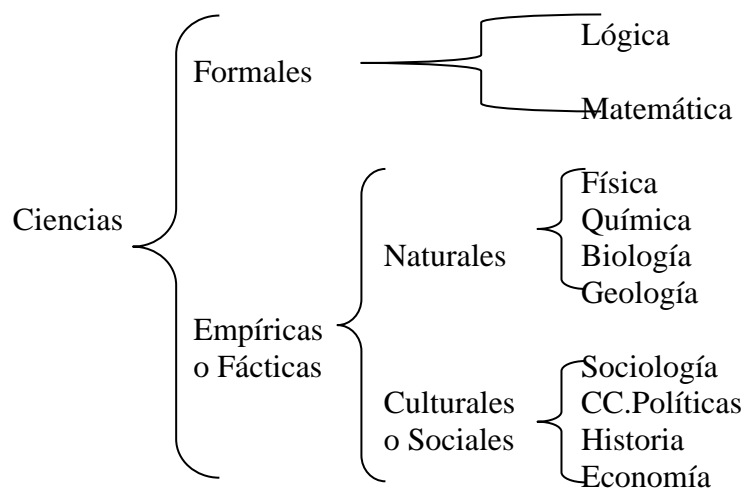 Ciencias
Formales
Lógica
Matemática
Empíricas
o Fácticas
Naturales
Física
Química
Biología
Geología
Culturales
o Sociales
Sociología
CC.Políticas
Historia
Economía